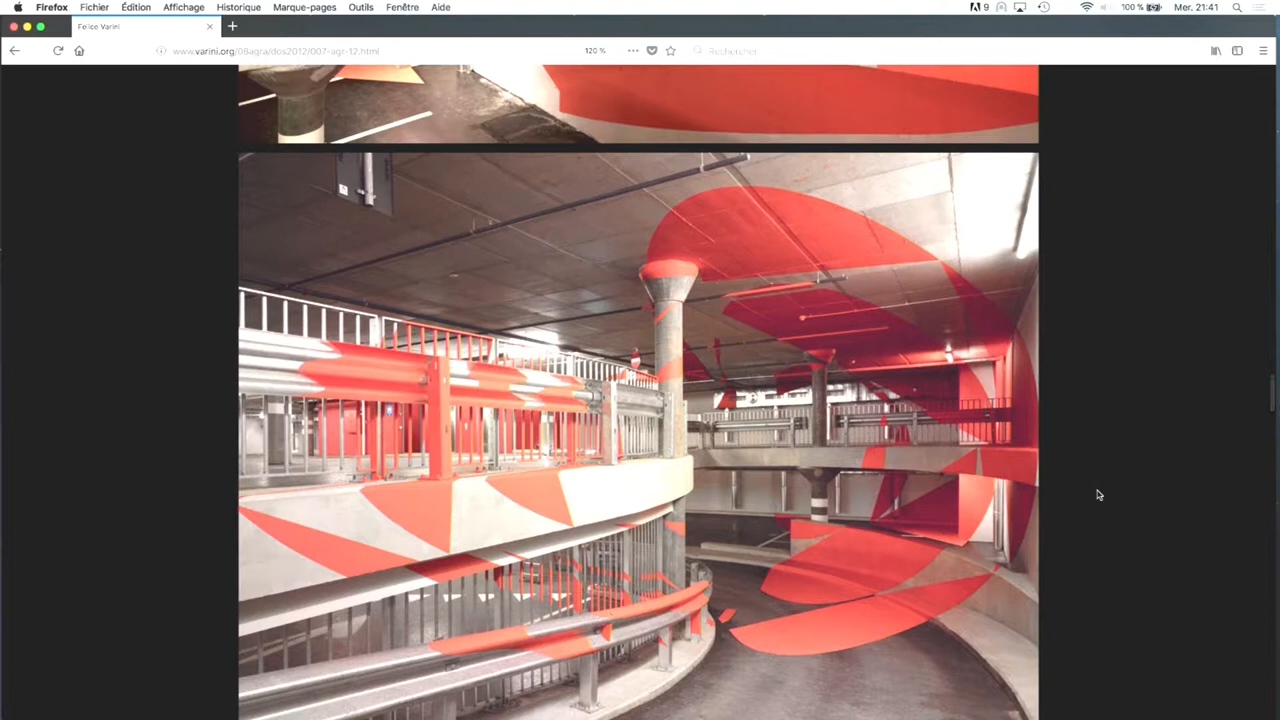 Firefox Fichier Édition Affichage Historique Marque-pages Outils Fenêtre Aide 9 100 % Mer. 21:41
Felice Varini
www.varini.org/08agra/dos2012/007-agr-12.html 120 % Rechercher